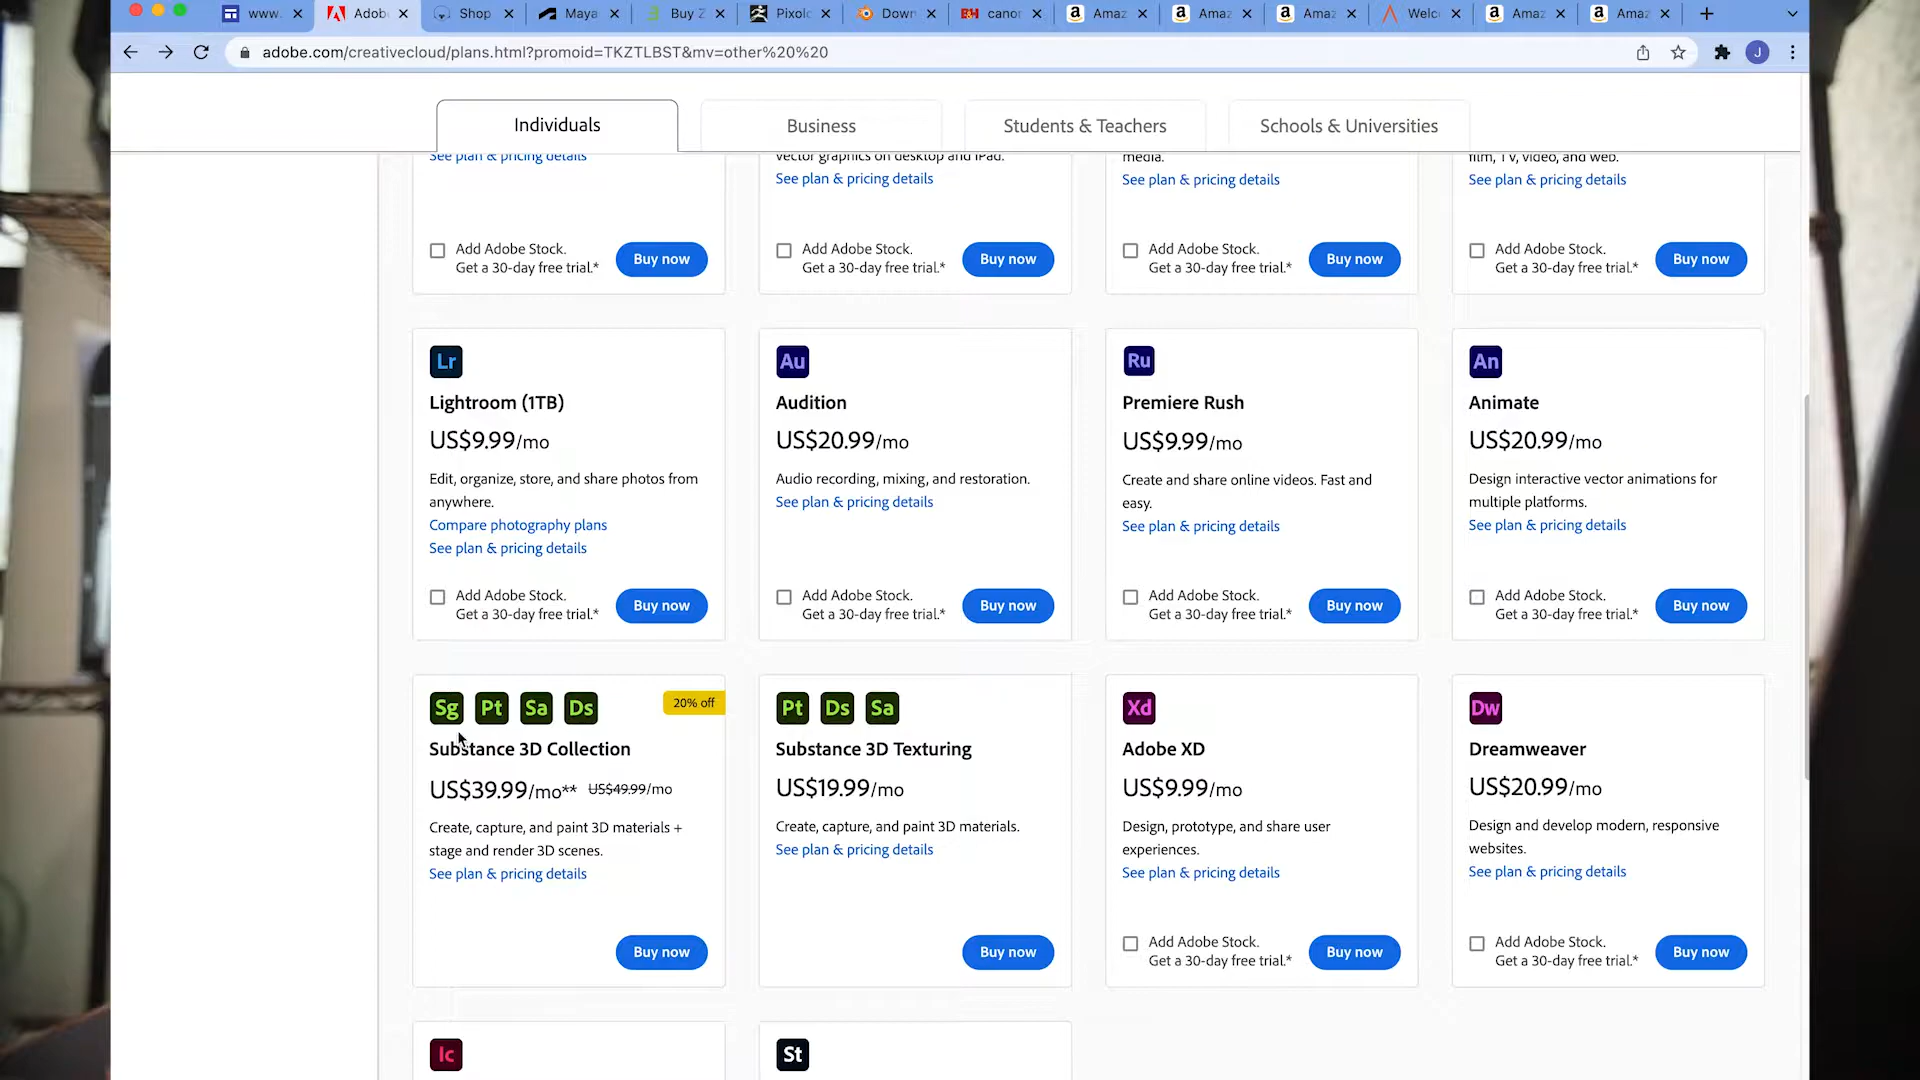 www.
Adob
Shop
Maya
Buy Z
Pixolo
Down
B&H
canon
Amaz
Amaz
Amaz
Welc
Amaz
Amaz
adobe.com/creativecloud/plans.html?promoid=TKZTLBST&mv=other%20%20
J
Individuals
Business
Students & Teachers
Schools & Universities
See plan & pricing details
Add Adobe Stock.
Get a 30-day free trial.*
Buy now
vector graphics on desktop and iPad.
See plan & pricing details
Add Adobe Stock.
Get a 30-day free trial.*
Buy now
media.
See plan & pricing details
Add Adobe Stock.
Get a 30-day free trial.*
Buy now
film, TV, video, and web.
See plan & pricing details
Add Adobe Stock.
Get a 30-day free trial.*
Buy now
Lr
Lightroom (1TB)
US$9.99/mo
Edit, organize, store, and share photos from
anywhere.
Compare photography plans
See plan & pricing details
Add Adobe Stock.
Get a 30-day free trial.*
Buy now
Au
Audition
US$20.99/mo
Audio recording, mixing, and restoration.
See plan & pricing details
Add Adobe Stock.
Get a 30-day free trial.*
Buy now
Ru
Premiere Rush
US$9.99/mo
Create and share online videos. Fast and
easy.
See plan & pricing details
Add Adobe Stock.
Get a 30-day free trial.*
Buy now
An
Animate
US$20.99/mo
Design interactive vector animations for
multiple platforms.
See plan & pricing details
Add Adobe Stock.
Get a 30-day free trial.*
Buy now
Sg Pt Sa Ds
20% off
Substance 3D Collection
US$39.99/mo** US$49.99/mo
Create, capture, and paint 3D materials +
stage and render 3D scenes.
See plan & pricing details
Buy now
Pt Ds Sa
Substance 3D Texturing
US$19.99/mo
Create, capture, and paint 3D materials.
See plan & pricing details
Buy now
Xd
Adobe XD
US$9.99/mo
Design, prototype, and share user
experiences.
See plan & pricing details
Add Adobe Stock.
Get a 30-day free trial.*
Buy now
Dw
Dreamweaver
US$20.99/mo
Design and develop modern, responsive
websites.
See plan & pricing details
Add Adobe Stock.
Get a 30-day free trial.*
Buy now
Ic
St